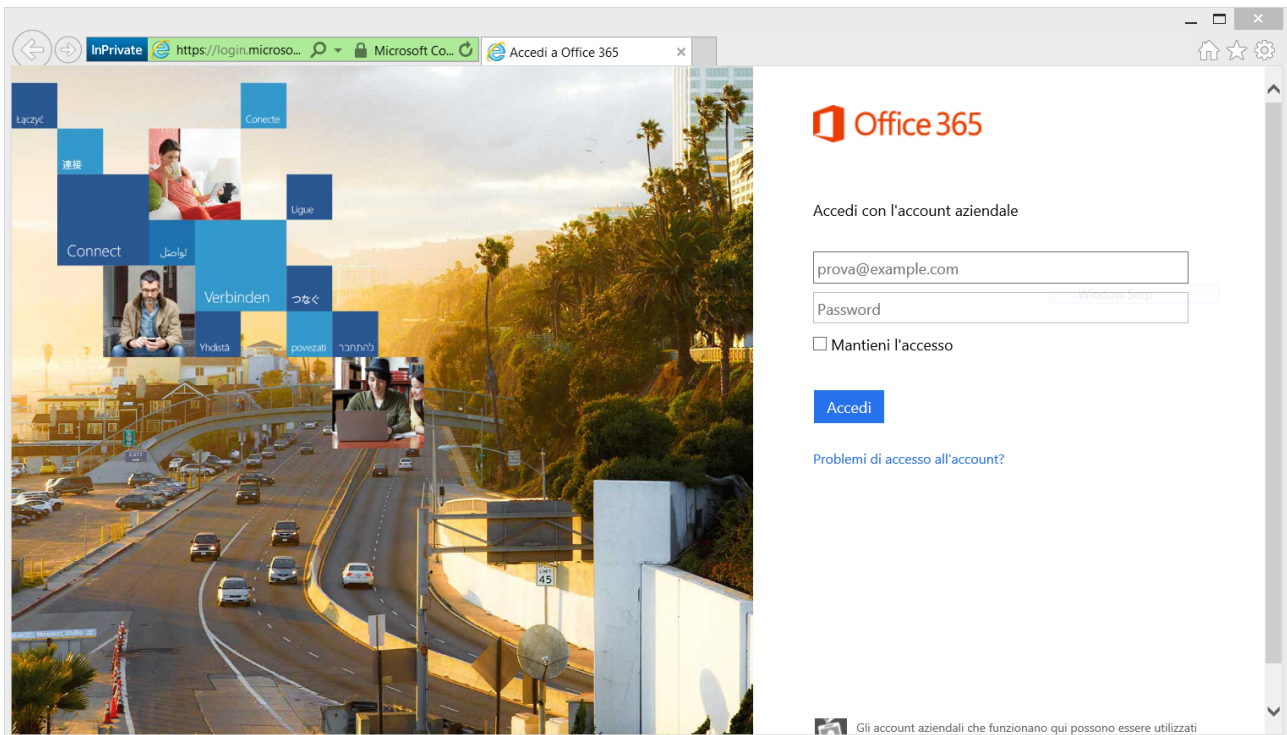 InPrivate https://login.microso... Microsoft Co... Accedi a Office 365
Łączyć
Conecte
連接
Ligue
Connect
تواصل
Verbinden
つなぐ
Yhdistä
povezati
להתחבר
LIMIT
45
Office 365
Accedi con l'account aziendale
prova@example.com
Window Snip
Password
Mantieni l'accesso
Accedi
Problemi di accesso all'account?
Gli account aziendali che funzionano qui possono essere utilizzati